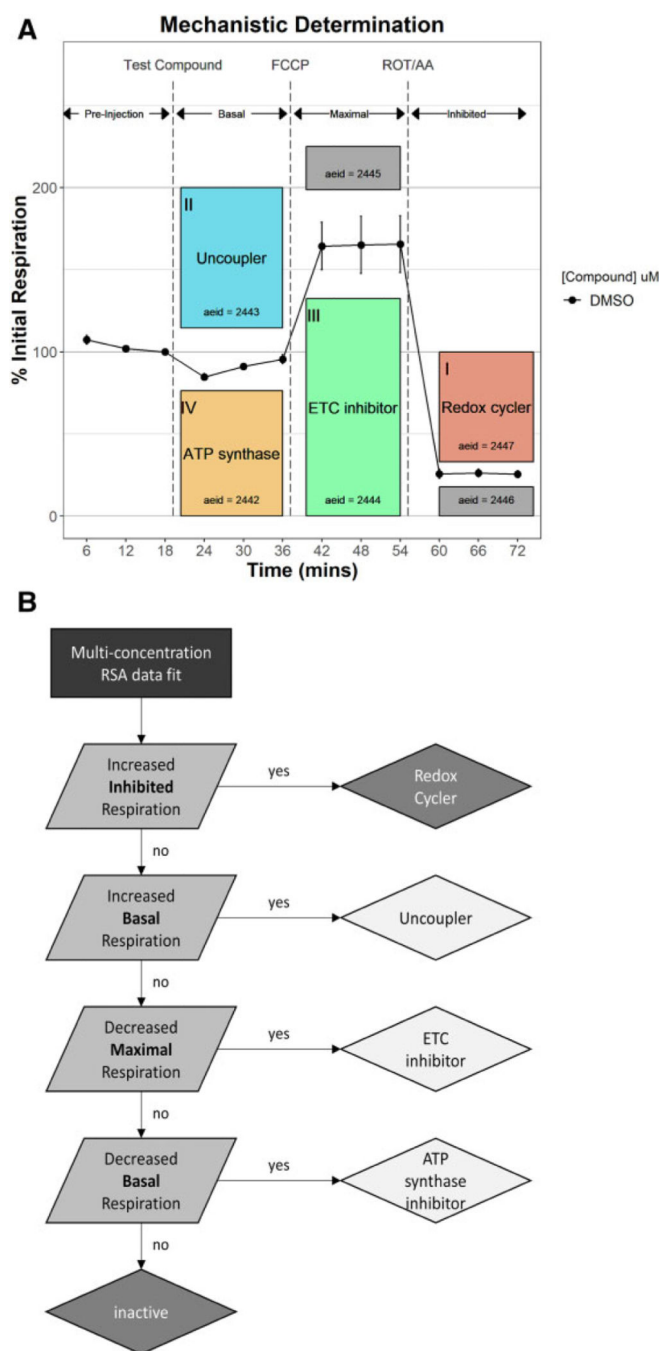 A
Mechanistic Determination
Test Compound FCCP ROT/AA
Pre-Injection Basal Maximal Inhibited
% Initial Respiration
200
100
0
aeid = 2445
II
Uncoupler
aeid = 2443
III
ETC inhibitor
aeid = 2444
I
Redox cycler
aeid = 2447
IV
ATP synthase
aeid = 2442
aeid = 2446
[Compound] uM
DMSO
6 12 18 24 30 36 42 48 54 60 66 72
Time (mins)
B
Multi-concentration
RSA data fit
Increased
Inhibited
Respiration
yes
Redox
Cycler
no
Increased
Basal
Respiration
yes
Uncoupler
no
Decreased
Maximal
Respiration
yes
ETC
inhibitor
no
Decreased
Basal
Respiration
yes
ATP
synthase
inhibitor
no
inactive